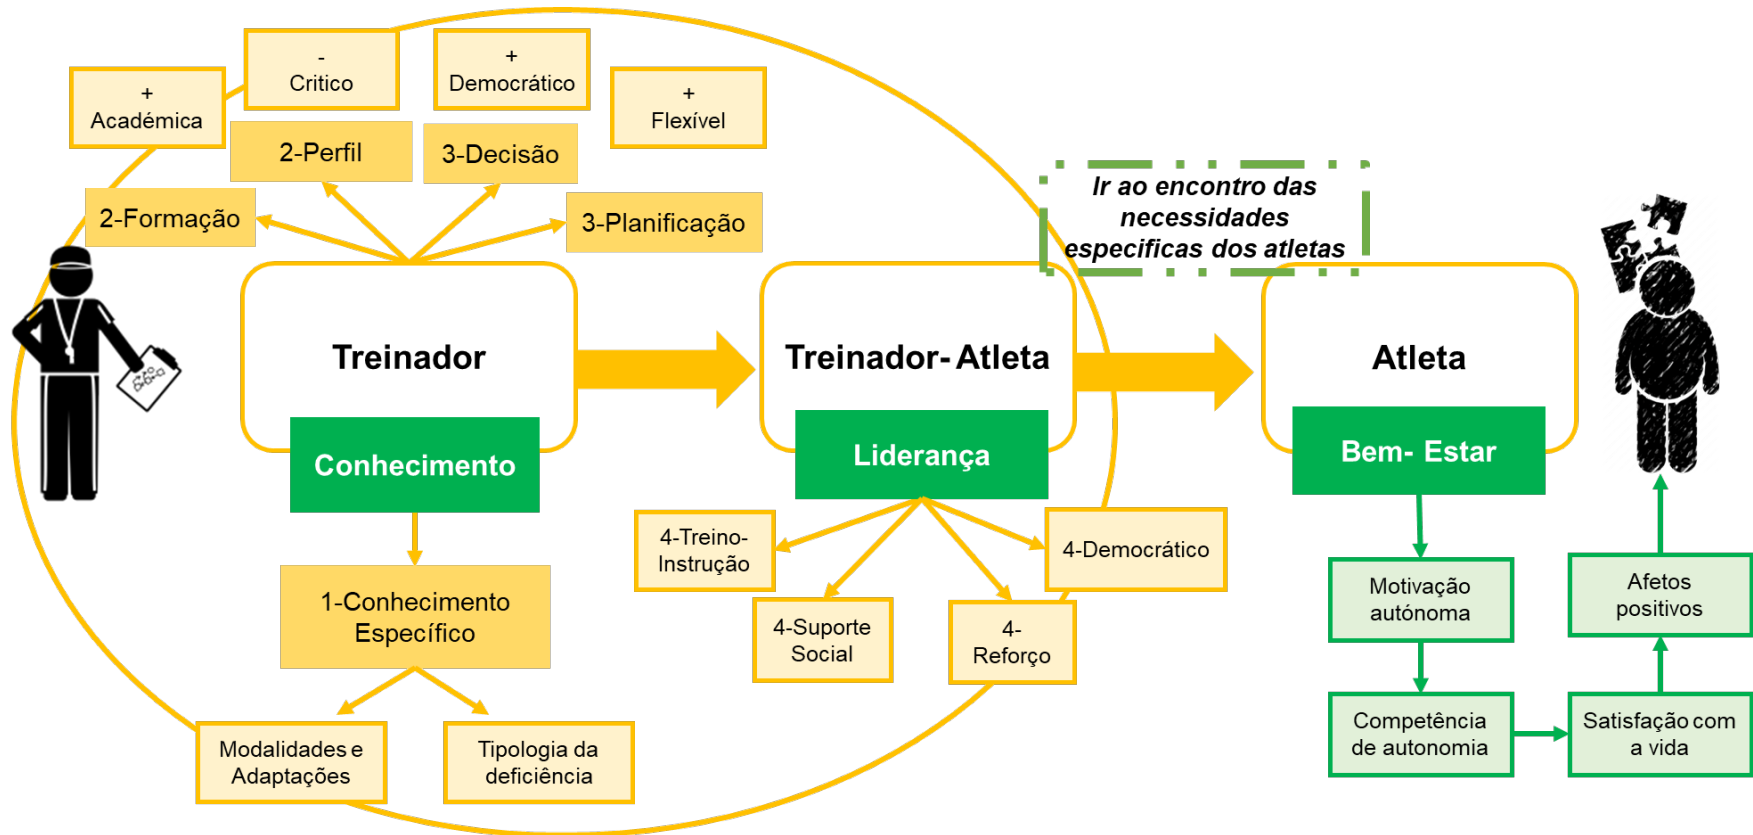 +
Académica
-
Critico
+
Democrático
+
Flexível
2-Formação
2-Perfil
3-Decisão
3-Planificação
Ir ao encontro das
necessidades
especificas dos atletas
Treinador
Conhecimento
Treinador- Atleta
Liderança
Atleta
Bem- Estar
1-Conhecimento
Específico
Modalidades e
Adaptações
Tipologia da
deficiência
4-Treino-
Instrução
4-Suporte
Social
4-
Reforço
4-Democrático
Motivação
autónoma
Competência
de autonomia
Satisfação com
a vida
Afetos
positivos